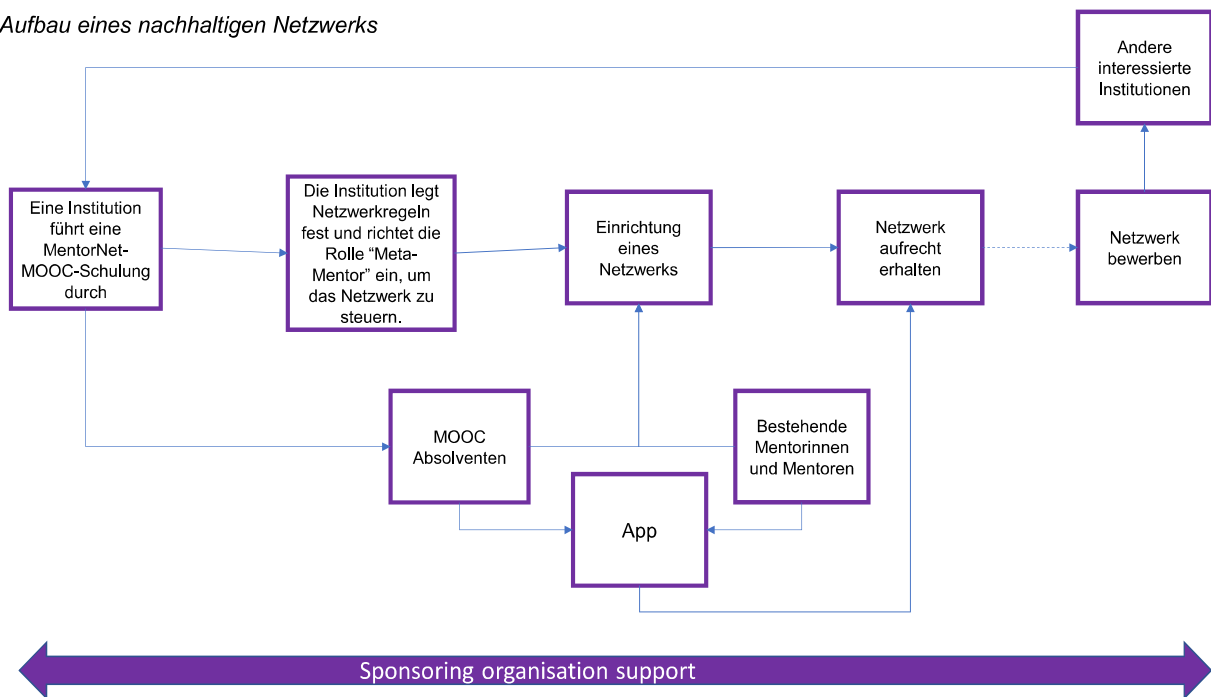 Aufbau eines nachhaltigen Netzwerks
Andere
interessierte
Institutionen
Eine Institution
führt eine
MentorNet-
MOOC-Schulung
durch
Die Institution legt
Netzwerkregeln
fest und richtet die
Rolle “Meta-
Mentor” ein, um
das Netzwerk zu
steuern.
Einrichtung
eines
Netzwerks
Netzwerk
aufrecht
erhalten
Netzwerk
bewerben
MOOC
Absolventen
Bestehende
Mentorinnen
und Mentoren
App
Sponsoring organisation support